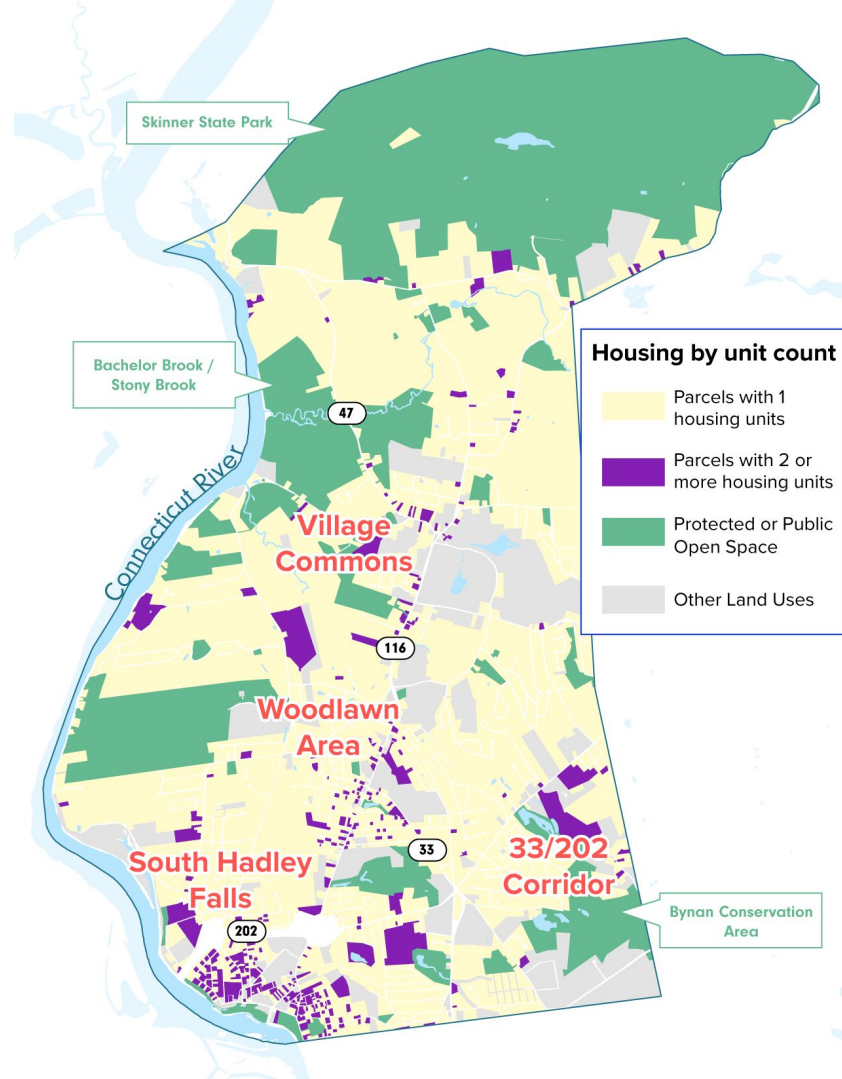 Skinner State Park
Housing by unit count
Parcels with 1
housing units
Parcels with 2 or
more housing units
Protected or Public
Open Space
Other Land Uses
Bachelor Brook /
Stony Brook
47
Connecticut River
Village
Commons
116
Woodlawn
Area
33
33/202
Corridor
South Hadley
Falls
202
Bynan Conservation
Area